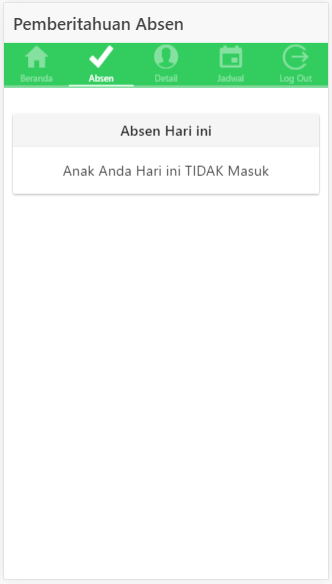 Pemberitahuan Absen
Beranda Absen Detail Jadwal Log Out
Absen Hari ini
Anak Anda Hari ini TIDAK Masuk